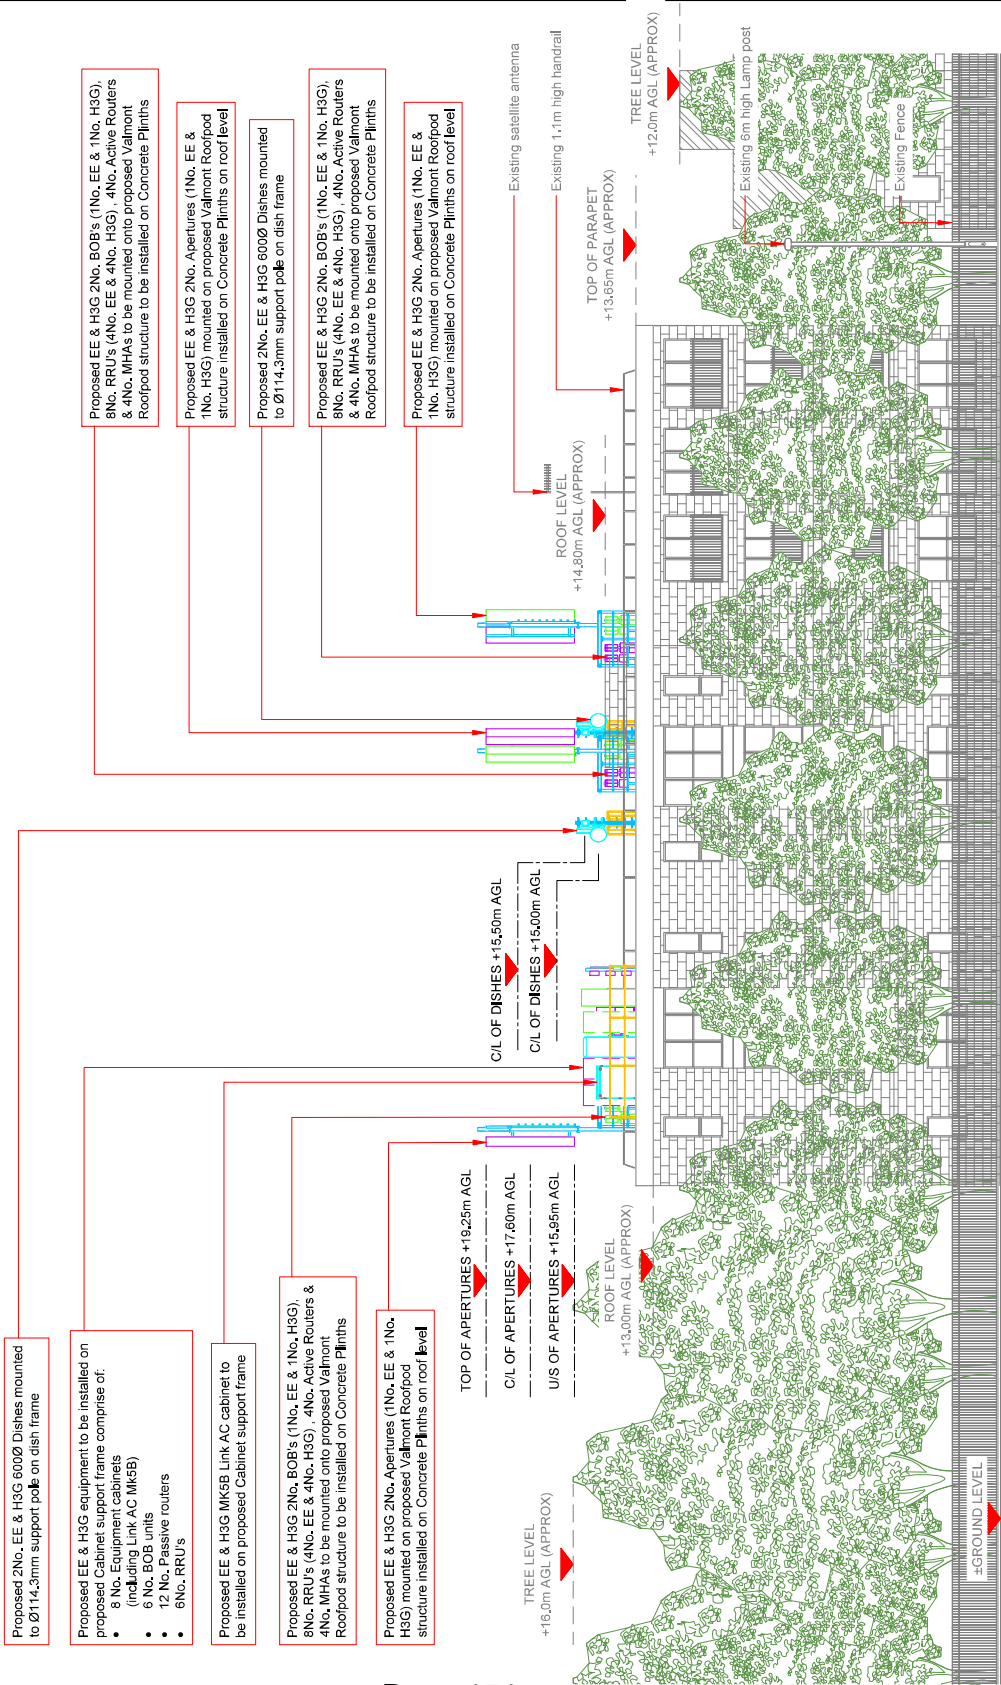 Proposed 2No. EE & H3G 600Ø Dishes mounted
to Ø114.3mm support pole on dish frame
Proposed EE & H3G equipment to be installed on
proposed Cabinet support frame comprise of:
• 8 No. Equipment cabinets
(including Link AC Mk5B)
• 6 No. BOB units
• 12 No. Passive routers
• 6No. RRU's
Proposed EE & H3G MK5B Link AC cabinet to
be installed on proposed Cabinet support frame
Proposed EE & H3G 2No. BOB's (1No. EE & 1No. H3G),
8No. RRU's (4No. EE & 4No. H3G) , 4No. Active Routers &
4No. MHAs to be mounted onto proposed Valmont
Roofpod structure to be installed on Concrete Plinths
Proposed EE & H3G 2No. Apertures (1No. EE & 1No.
H3G) mounted on proposed Valmont Roofpod
structure installed on Concrete Plinths on roof level
Proposed EE & H3G 2No. BOB's (1No. EE & 1No. H3G),
8No. RRU's (4No. EE & 4No. H3G) , 4No. Active Routers
& 4No. MHAs to be mounted onto proposed Valmont
Roofpod structure to be installed on Concrete Plinths
Proposed EE & H3G 2No. Apertures (1No. EE &
1No. H3G) mounted on proposed Valmont Roofpod
structure installed on Concrete Plinths on roof level
Proposed 2No. EE & H3G 600Ø Dishes mounted
to Ø114.3mm support pole on dish frame
Proposed EE & H3G 2No. BOB's (1No. EE & 1No. H3G),
8No. RRU's (4No. EE & 4No. H3G) , 4No. Active Routers
& 4No. MHAs to be mounted onto proposed Valmont
Roofpod structure to be installed on Concrete Plinths
Proposed EE & H3G 2No. Apertures (1No. EE &
1No. H3G) mounted on proposed Valmont Roofpod
structure installed on Concrete Plinths on roof level
TOP OF APERTURES +19.25m AGL
C/L OF APERTURES +17.60m AGL
U/S OF APERTURES +15.95m AGL
C/L OF DISHES +15.50m AGL
C/L OF DISHES +15.00m AGL
Existing satellite antenna
Existing 1.1m high handrail
ROOF LEVEL
+14.80m AGL (APPROX)
TOP OF PARAPET
+13.65m AGL (APPROX)
TREE LEVEL
+12.0m AGL (APPROX)
TREE LEVEL
+16.0m AGL (APPROX)
ROOF LEVEL
+13.00m AGL (APPROX)
Existing 6m high Lamp post
Existing Fence
±GROUND LEVEL